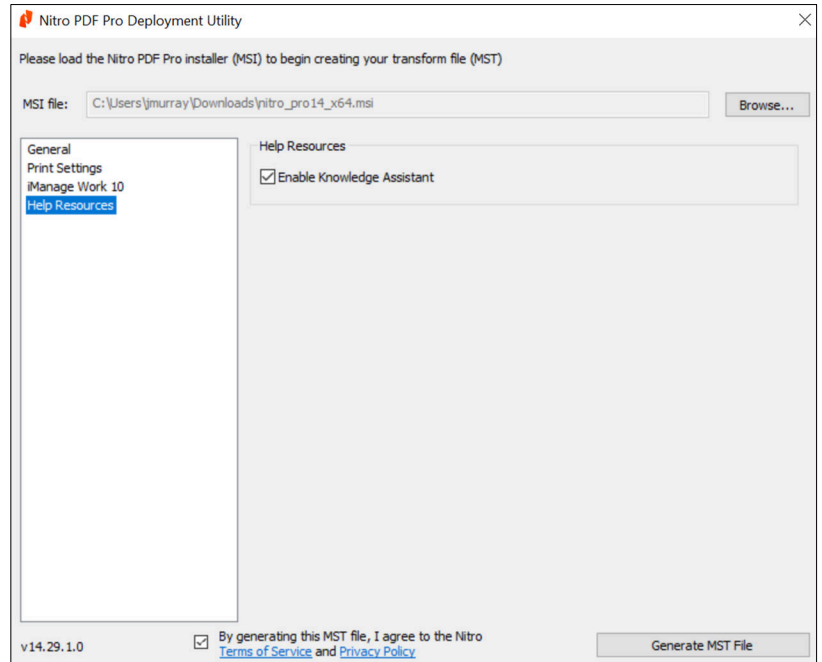 Nitro PDF Pro Deployment Utility
Please load the Nitro PDF Pro installer (MSI) to begin creating your transform file (MST)
MSI file: C:\Users\jmurray\Downloads\nitro_pro14_x64.msi Browse...
General
Print Settings
iManage Work 10
Help Resources
Help Resources
Enable Knowledge Assistant
v14.29.1.0
By generating this MST file, I agree to the Nitro
Terms of Service and Privacy Policy
Generate MST File